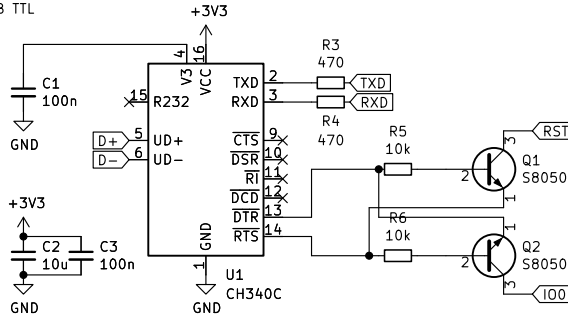 3 TTL
+3V3
4
16
V3
VCC
R3
470
C1
100n
GND
15
R232
TXD
2
TXD
RXD
3
RXD
R4
470
D+
5
UD+
D-
6
UD-
CTS
9
DSR
10
RI
11
DCD
12
DTR
13
RTS
14
R5
10k
3
RST
2
Q1
S8050
1
+3V3
C2
10u
C3
100n
GND
GND
1
GND
U1
CH340C
R6
10k
1
2
Q2
S8050
3
IO0